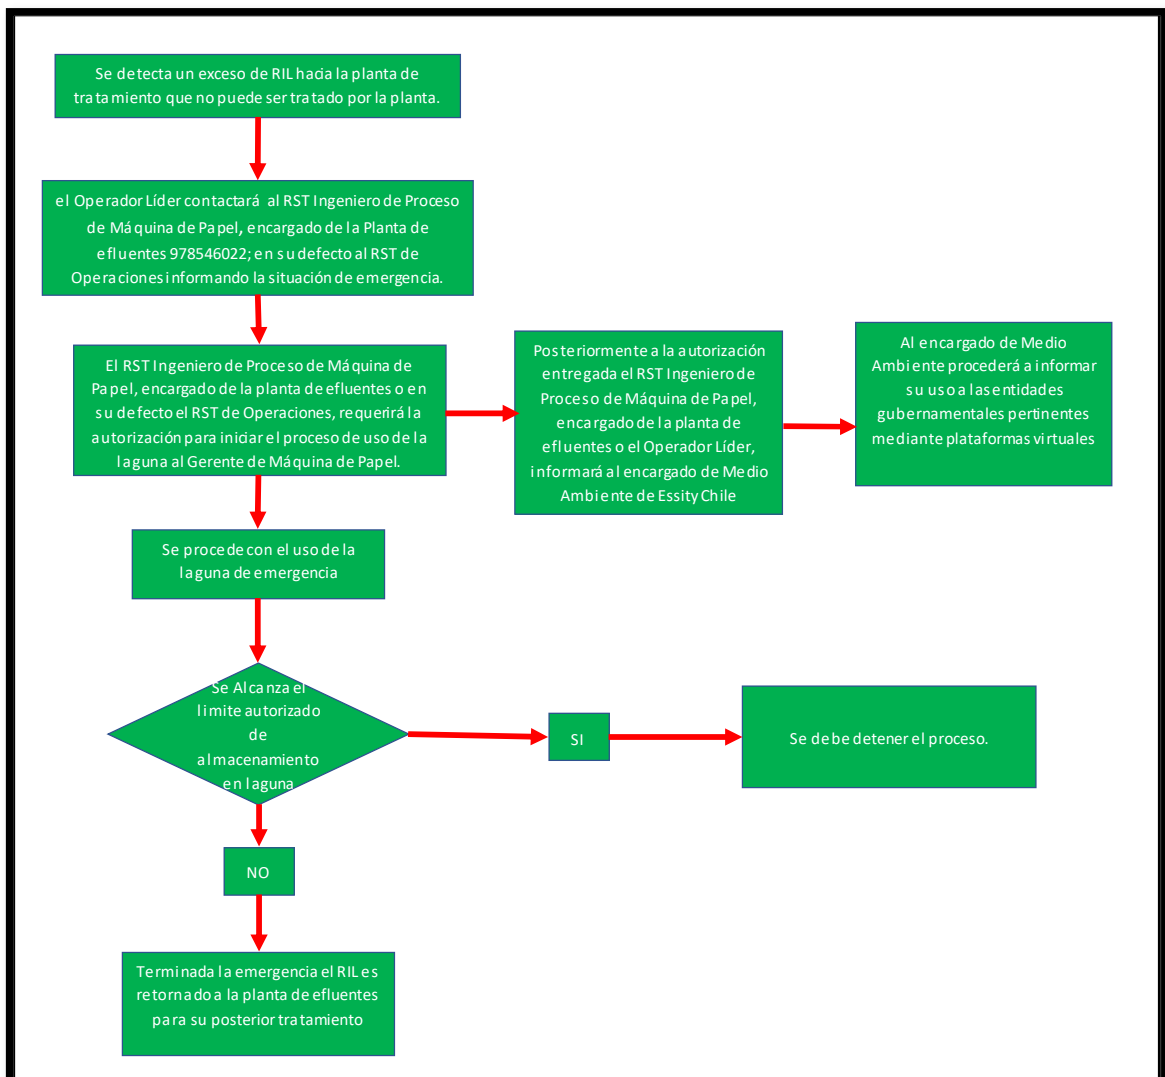 Se detecta un exceso de RIL hacia la planta de
tratamiento que no puede ser tratado por la planta.
el Operador Líder contactará al RST Ingeniero de Proceso
de Máquina de Papel, encargado de la Planta de
efluentes 978546022; en su defecto al RST de
Operaciones informando la situación de emergencia.
El RST Ingeniero de Proceso de Máquina de
Papel, encargado de la planta de efluentes o en
su defecto el RST de Operaciones, requerirá la
autorización para iniciar el proceso de uso de la
laguna al Gerente de Máquina de Papel.
Posteriormente a la autorización
entregada el RST Ingeniero de
Proceso de Máquina de Papel,
encargado de la planta de
efluentes o el Operador Líder,
informará al encargado de Medio
Ambiente de Essity Chile
Al encargado de Medio
Ambiente procederá a informar
su uso a las entidades
gubernamentales pertinentes
mediante plataformas virtuales
Se procede con el uso de la
laguna de emergencia
Se Alcanza el
limite autorizado
de
almacenamiento
en laguna
SI
Se debe detener el proceso.
NO
Terminada la emergencia el RIL es
retornado a la planta de efluentes
para su posterior tratamiento